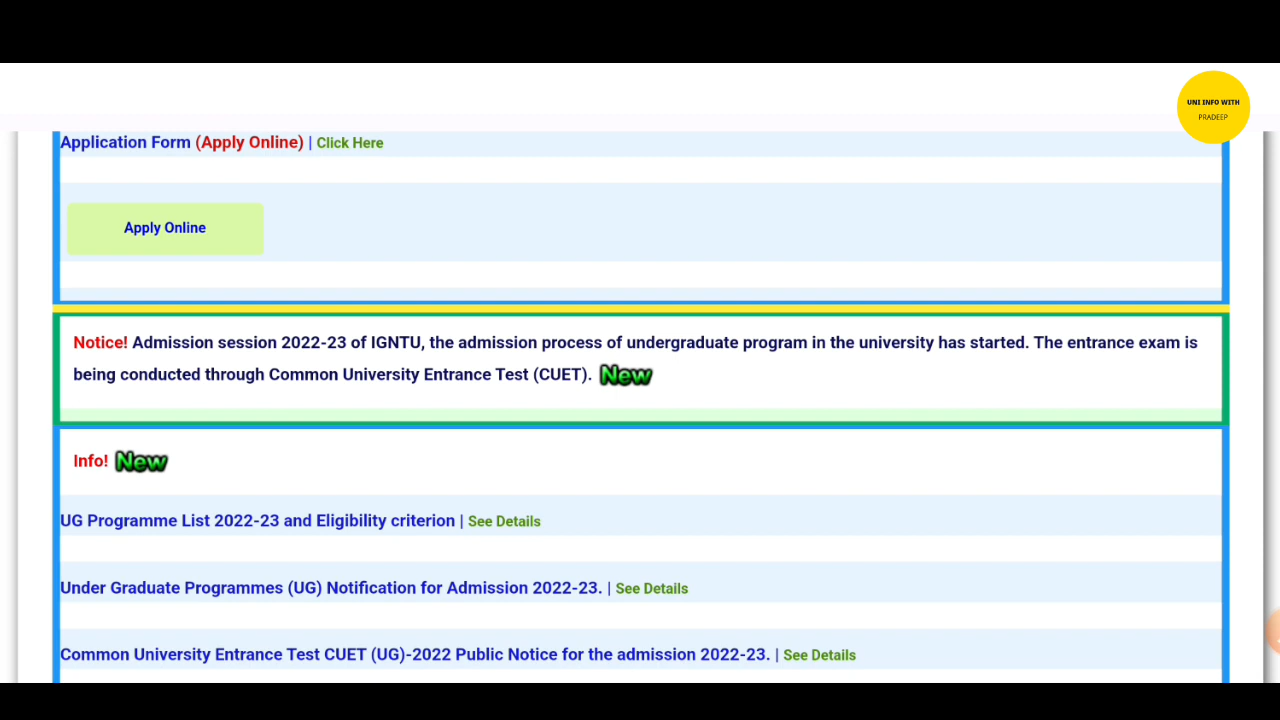 UNI INFO WITH
PRADEEP
Application Form (Apply Online) | Click Here
Apply Online
Notice! Admission session 2022-23 of IGNTU, the admission process of undergraduate program in the university has started. The entrance exam is
being conducted through Common University Entrance Test (CUET). New
Info! New
UG Programme List 2022-23 and Eligibility criterion | See Details
Under Graduate Programmes (UG) Notification for Admission 2022-23. | See Details
Common University Entrance Test CUET (UG)-2022 Public Notice for the admission 2022-23. | See Details